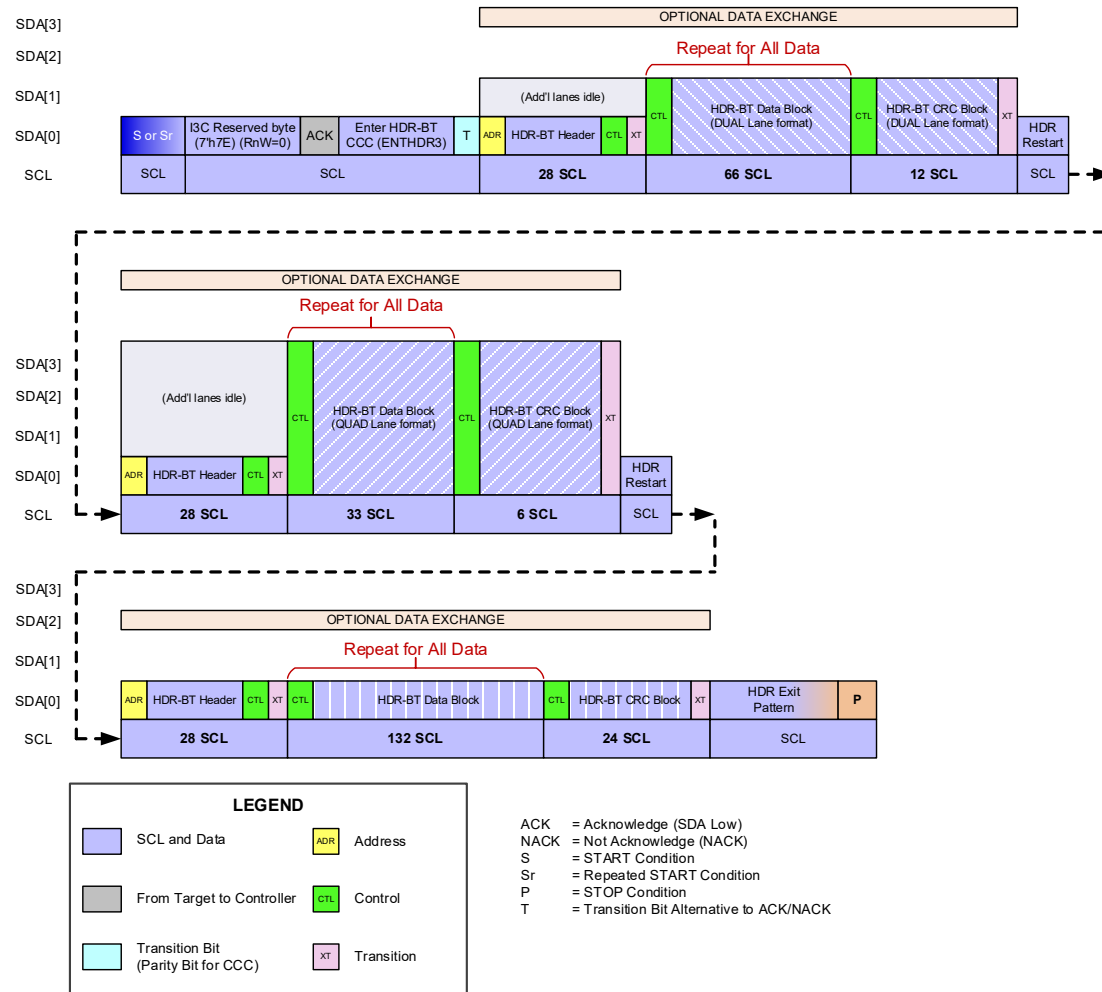 SDA[3]
OPTIONAL DATA EXCHANGE
SDA[2]
Repeat for All Data
SDA[1]
(Add'l lanes idle)
CTL
HDR-BT Data Block
(DUAL Lane format)
CTL
HDR-BT CRC Block
(DUAL Lane format)
XT
SDA[0]
S or Sr
I3C Reserved byte
(7'h7E) (RnW=0)
ACK
Enter HDR-BT
CCC (ENTHDR3)
T
ADR
HDR-BT Header
CTL
XT
HDR
Restart
SCL
SCL
SCL
28 SCL
66 SCL
12 SCL
SCL
OPTIONAL DATA EXCHANGE
Repeat for All Data
SDA[3]
SDA[2]
(Add'l lanes idle)
CTL
HDR-BT Data Block
(QUAD Lane format)
CTL
HDR-BT CRC Block
(QUAD Lane format)
XT
SDA[1]
SDA[0]
ADR
HDR-BT Header
CTL
XT
HDR
Restart
SCL
28 SCL
33 SCL
6 SCL
SCL
SDA[3]
SDA[2]
OPTIONAL DATA EXCHANGE
SDA[1]
Repeat for All Data
SDA[0]
ADR
HDR-BT Header
CTL
XT
CTL
HDR-BT Data Block
CTL
HDR-BT CRC Block
XT
HDR Exit
Pattern
P
SCL
28 SCL
132 SCL
24 SCL
SCL
LEGEND
SCL and Data
ADR
Address
From Target to Controller
CTL
Control
Transition Bit
(Parity Bit for CCC)
XT
Transition
ACK = Acknowledge (SDA Low)
NACK = Not Acknowledge (NACK)
S = START Condition
Sr = Repeated START Condition
P = STOP Condition
T = Transition Bit Alternative to ACK/NACK